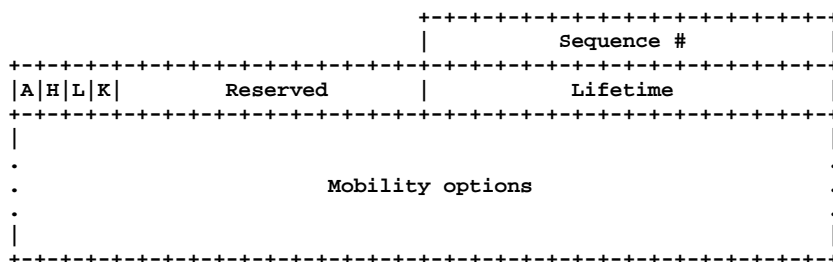 +-+-+-+-+-+-+-+-+-+-+-+-+-+-+-+-+
| Sequence # |
+-+-+-+-+-+-+-+-+-+-+-+-+-+-+-+-+-+-+-+-+-+-+-+-+-+-+-+-+-+-+-+-+
|A|H|L|K| Reserved | Lifetime |
+-+-+-+-+-+-+-+-+-+-+-+-+-+-+-+-+-+-+-+-+-+-+-+-+-+-+-+-+-+-+-+-+
| |
. .
. Mobility options .
. .
| |
+-+-+-+-+-+-+-+-+-+-+-+-+-+-+-+-+-+-+-+-+-+-+-+-+-+-+-+-+-+-+-+-+